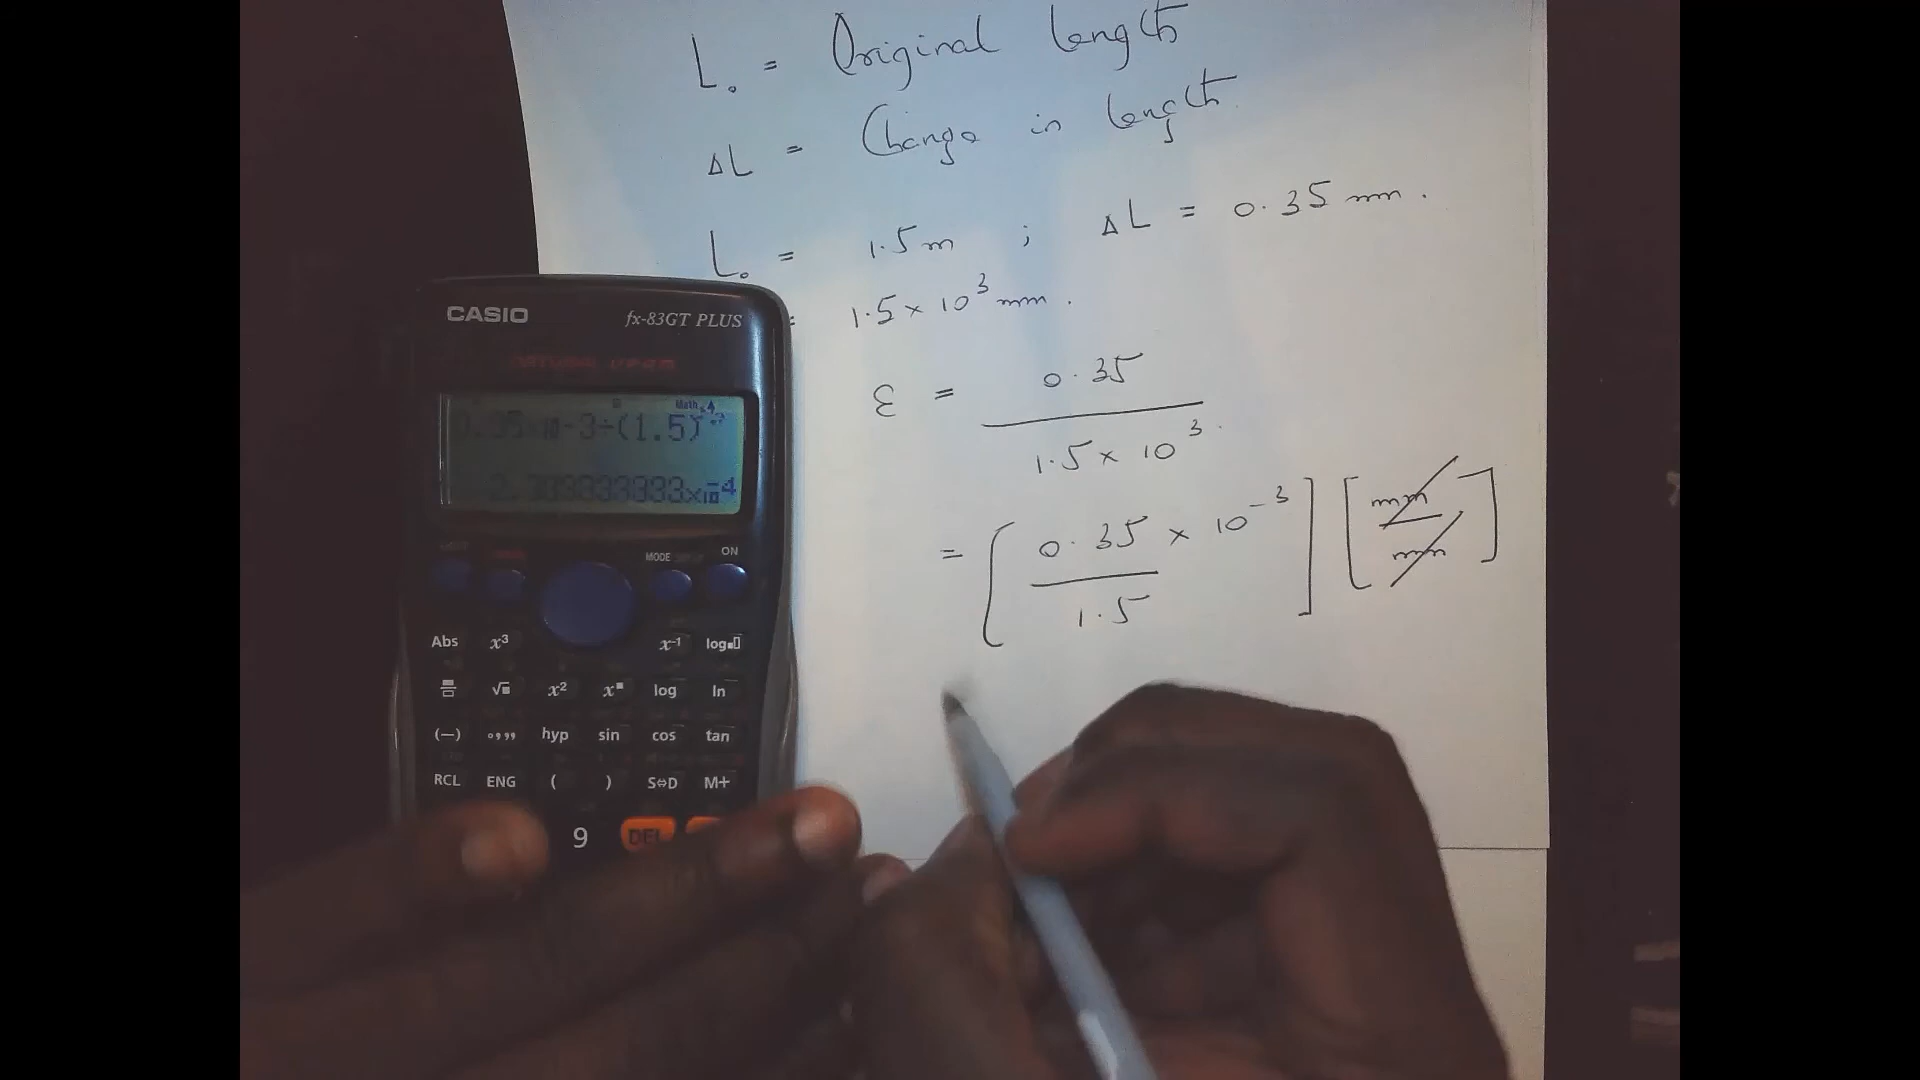 L₀ = Original length
ΔL = Change in length
L₀ = 1.5 m ; ΔL = 0.35 mm.
= 1.5 × 10³ mm.
ε = 0.35
1.5 × 10³
= [ 0.35 × 10⁻³ ] [ mm ]
1.5 mm
CASIO
fx-83GT PLUS
Math
0.35×10-3÷(1.5)
2.333333333×10⁻⁴
MODE ON
Abs x³ x⁻¹ log
√ x² x log ln
(−) hyp sin cos tan
RCL ENG ( ) S⇔D M+
9 DEL